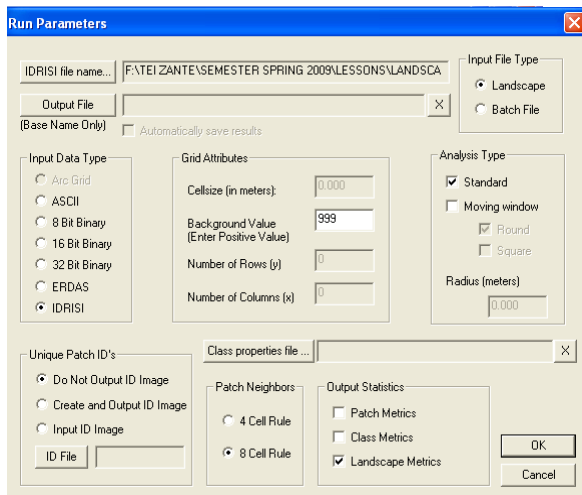 Run Parameters
IDRISI file name... F:\TEI ZANTE\SEMESTER SPRING 2009\LESSONS\LANDSCA
Output File X
(Base Name Only) Automatically save results
Input File Type
Landscape
Batch File
Input Data Type
Arc Grid
ASCII
8 Bit Binary
16 Bit Binary
32 Bit Binary
ERDAS
IDRISI
Grid Attributes
Cellsize (in meters): 0.000
Background Value 999
(Enter Positive Value)
Number of Rows (y) 0
Number of Columns (x) 0
Analysis Type
Standard
Moving window
Round
Square
Radius (meters)
0.000
Class properties file ... X
Unique Patch ID's
Do Not Output ID Image
Create and Output ID Image
Input ID Image
ID File
Patch Neighbors
4 Cell Rule
8 Cell Rule
Output Statistics
Patch Metrics
Class Metrics
Landscape Metrics
OK
Cancel